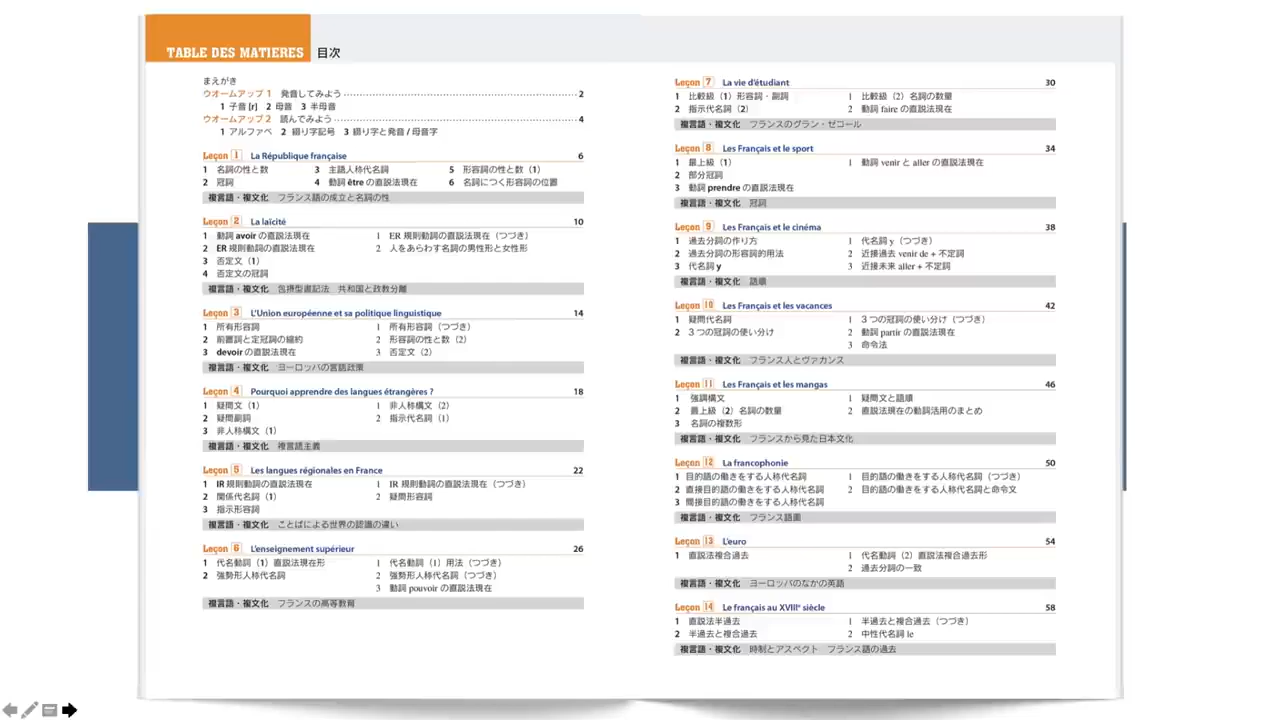 TABLE DES MATIERES 目次
まえがき
ウオームアップ 1 発音してみよう 2
1 子音 [r] 2 母音 3 半母音
ウオームアップ 2 読んでみよう 4
1 アルファベ 2 綴り字記号 3 綴り字と発音 / 母音字
Leçon 1 La République française 6
1 名詞の性と数 3 主語人称代名詞 5 形容詞の性と数（1）
2 冠詞 4 動詞 être の直説法現在 6 名詞につく形容詞の位置
複言語・複文化 フランス語の成立と名詞の性
Leçon 2 La laïcité 10
1 動詞 avoir の直説法現在 1 ER 規則動詞の直説法現在（つづき）
2 ER 規則動詞の直説法現在 2 人をあらわす名詞の男性形と女性形
3 否定文（1）
4 否定文の冠詞
複言語・複文化 包摂型書記法 共和国と政教分離
Leçon 3 L'Union européenne et sa politique linguistique 14
1 所有形容詞 1 所有形容詞（つづき）
2 前置詞と定冠詞の縮約 2 形容詞の性と数（2）
3 devoir の直説法現在 3 否定文（2）
複言語・複文化 ヨーロッパの言語政策
Leçon 4 Pourquoi apprendre des langues étrangères ? 18
1 疑問文（1） 1 非人称構文（2）
2 疑問副詞 2 指示代名詞（1）
3 非人称構文（1）
複言語・複文化 複言語主義
Leçon 5 Les langues régionales en France 22
1 IR 規則動詞の直説法現在 1 IR 規則動詞の直説法現在（つづき）
2 関係代名詞（1） 2 疑問形容詞
3 指示形容詞
複言語・複文化 ことばによる世界の認識の違い
Leçon 6 L'enseignement supérieur 26
1 代名動詞（1）直説法現在形 1 代名動詞（1）用法（つづき）
2 強勢形人称代名詞 2 強勢形人称代名詞（つづき）
3 動詞 pouvoir の直説法現在
複言語・複文化 フランスの高等教育
Leçon 7 La vie d'étudiant 30
1 比較級（1）形容詞・副詞 1 比較級（2）名詞の数量
2 指示代名詞（2） 2 動詞 faire の直説法現在
複言語・複文化 フランスのグラン・ゼコール
Leçon 8 Les Français et le sport 34
1 最上級（1） 1 動詞 venir と aller の直説法現在
2 部分冠詞
3 動詞 prendre の直説法現在
複言語・複文化 冠詞
Leçon 9 Les Français et le cinéma 38
1 過去分詞の作り方 1 代名詞 y（つづき）
2 過去分詞の形容詞的用法 2 近接過去 venir de + 不定詞
3 代名詞 y 3 近接未来 aller + 不定詞
複言語・複文化 語順
Leçon 10 Les Français et les vacances 42
1 疑問代名詞 1 3つの冠詞の使い分け（つづき）
2 3つの冠詞の使い分け 2 動詞 partir の直説法現在
3 命令法
複言語・複文化 フランス人とヴァカンス
Leçon 11 Les Français et les mangas 46
1 強調構文 1 疑問文と語順
2 最上級（2）名詞の数量 2 直説法現在の動詞活用のまとめ
3 名詞の複数形
複言語・複文化 フランスから見た日本文化
Leçon 12 La francophonie 50
1 目的語の働きをする人称代名詞 1 目的語の働きをする人称代名詞（つづき）
2 直接目的語の働きをする人称代名詞 2 目的語の働きをする人称代名詞と命令文
3 間接目的語の働きをする人称代名詞
複言語・複文化 フランス語圏
Leçon 13 L'euro 54
1 直説法複合過去 1 代名動詞（2）直説法複合過去形
2 過去分詞の一致
複言語・複文化 ヨーロッパのなかの英語
Leçon 14 Le français au XVIIIe siècle 58
1 直説法半過去 1 半過去と複合過去（つづき）
2 半過去と複合過去 2 中性代名詞 le
複言語・複文化 時制とアスペクト フランス語の過去